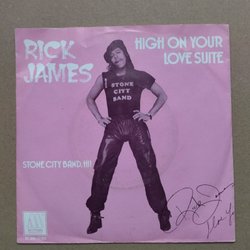 RICK
JAMES
HIGH ON YOUR
LOVE SUITE
STONE CITY
BAND
STONE CITY BAND, HI!